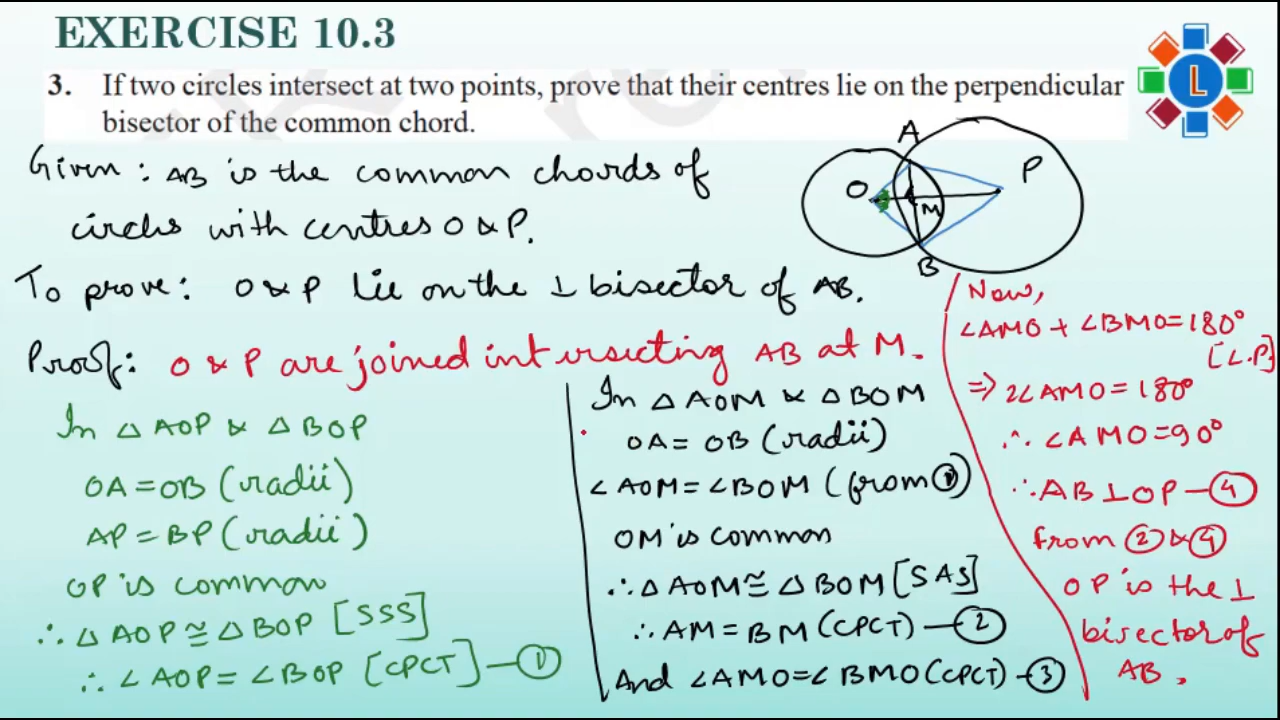 EXERCISE 10.3
L
3. If two circles intersect at two points, prove that their centres lie on the perpendicular
bisector of the common chord.
Given : AB is the common chords of
circles with centres O & P.
A
O
P
M
B
To prove : O & P lie on the ⊥ bisector of AB.
Proof : O & P are joined intersecting AB at M.
In △ AOP & △ BOP
OA = OB (radii)
AP = BP (radii)
OP is common
∴ △ AOP ≅ △ BOP [SSS]
∴ ∠ AOP = ∠ BOP [CPCT] — ①
In △ AOM & △ BOM
OA = OB (radii)
∠ AOM = ∠ BOM (from ①)
OM is common
∴ △ AOM ≅ △ BOM [SAS]
∴ AM = BM (CPCT) — ②
And ∠AMO = ∠ BMO (CPCT) - ③
Now,
∠AMO + ∠BMO = 180°
[L.P]
⇒ 2∠AMO = 180°
∴ ∠AMO = 90°
∴ AB ⊥ OP — ④
from ② & ④
OP is the ⊥
bisector of
AB .